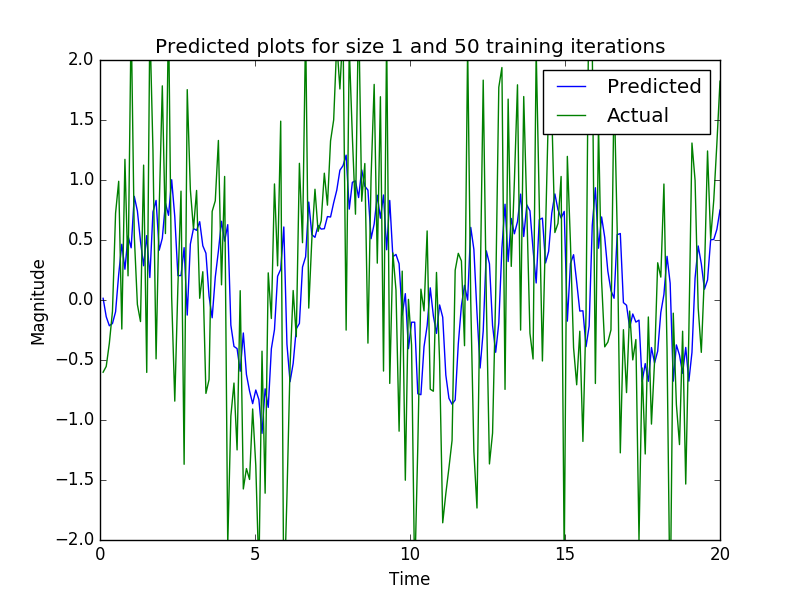 Predicted plots for size 1 and 50 training iterations
Predicted
Actual
2.0
1.5
1.0
0.5
0.0
−0.5
−1.0
−1.5
−2.0
Magnitude
0
5
10
15
20
Time